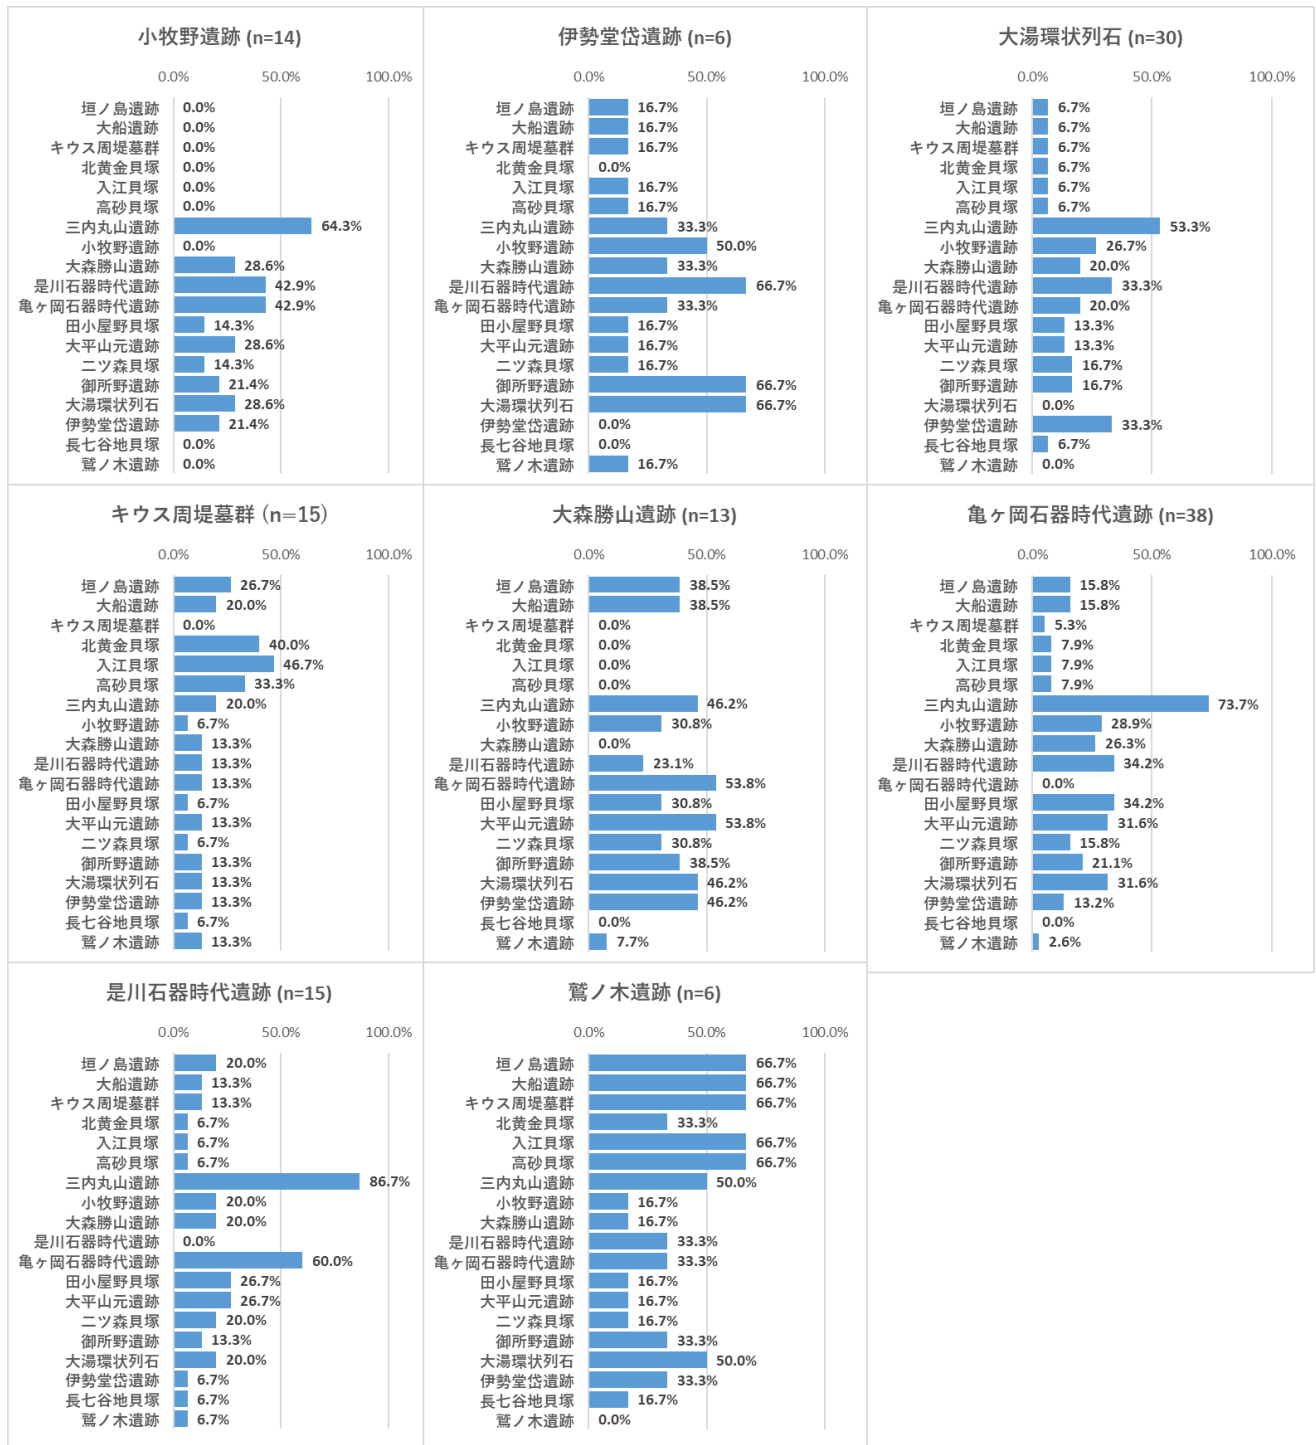 小牧野遺跡 (n=14)
0.0% 50.0% 100.0%
垣ノ島遺跡 0.0%
大船遺跡 0.0%
キウス周堤墓群 0.0%
北黄金貝塚 0.0%
入江貝塚 0.0%
高砂貝塚 0.0%
三内丸山遺跡 64.3%
小牧野遺跡 0.0%
大森勝山遺跡 28.6%
是川石器時代遺跡 42.9%
亀ヶ岡石器時代遺跡 42.9%
田小屋野貝塚 14.3%
大平山元遺跡 28.6%
二ツ森貝塚 14.3%
御所野遺跡 21.4%
大湯環状列石 28.6%
伊勢堂岱遺跡 21.4%
長七谷地貝塚 0.0%
鷲ノ木遺跡 0.0%
伊勢堂岱遺跡 (n=6)
0.0% 50.0% 100.0%
垣ノ島遺跡 16.7%
大船遺跡 16.7%
キウス周堤墓群 16.7%
北黄金貝塚 0.0%
入江貝塚 16.7%
高砂貝塚 16.7%
三内丸山遺跡 33.3%
小牧野遺跡 50.0%
大森勝山遺跡 33.3%
是川石器時代遺跡 66.7%
亀ヶ岡石器時代遺跡 33.3%
田小屋野貝塚 16.7%
大平山元遺跡 16.7%
二ツ森貝塚 16.7%
御所野遺跡 66.7%
大湯環状列石 66.7%
伊勢堂岱遺跡 0.0%
長七谷地貝塚 0.0%
鷲ノ木遺跡 16.7%
大湯環状列石 (n=30)
0.0% 50.0% 100.0%
垣ノ島遺跡 6.7%
大船遺跡 6.7%
キウス周堤墓群 6.7%
北黄金貝塚 6.7%
入江貝塚 6.7%
高砂貝塚 6.7%
三内丸山遺跡 53.3%
小牧野遺跡 26.7%
大森勝山遺跡 20.0%
是川石器時代遺跡 33.3%
亀ヶ岡石器時代遺跡 20.0%
田小屋野貝塚 13.3%
大平山元遺跡 13.3%
二ツ森貝塚 16.7%
御所野遺跡 16.7%
大湯環状列石 0.0%
伊勢堂岱遺跡 33.3%
長七谷地貝塚 6.7%
鷲ノ木遺跡 0.0%
キウス周堤墓群 (n=15)
0.0% 50.0% 100.0%
垣ノ島遺跡 26.7%
大船遺跡 20.0%
キウス周堤墓群 0.0%
北黄金貝塚 40.0%
入江貝塚 46.7%
高砂貝塚 33.3%
三内丸山遺跡 20.0%
小牧野遺跡 6.7%
大森勝山遺跡 13.3%
是川石器時代遺跡 13.3%
亀ヶ岡石器時代遺跡 13.3%
田小屋野貝塚 6.7%
大平山元遺跡 13.3%
二ツ森貝塚 6.7%
御所野遺跡 13.3%
大湯環状列石 13.3%
伊勢堂岱遺跡 13.3%
長七谷地貝塚 6.7%
鷲ノ木遺跡 13.3%
大森勝山遺跡 (n=13)
0.0% 50.0% 100.0%
垣ノ島遺跡 38.5%
大船遺跡 38.5%
キウス周堤墓群 0.0%
北黄金貝塚 0.0%
入江貝塚 0.0%
高砂貝塚 0.0%
三内丸山遺跡 46.2%
小牧野遺跡 30.8%
大森勝山遺跡 0.0%
是川石器時代遺跡 23.1%
亀ヶ岡石器時代遺跡 53.8%
田小屋野貝塚 30.8%
大平山元遺跡 53.8%
二ツ森貝塚 30.8%
御所野遺跡 38.5%
大湯環状列石 46.2%
伊勢堂岱遺跡 46.2%
長七谷地貝塚 0.0%
鷲ノ木遺跡 7.7%
亀ヶ岡石器時代遺跡 (n=38)
0.0% 50.0% 100.0%
垣ノ島遺跡 15.8%
大船遺跡 15.8%
キウス周堤墓群 5.3%
北黄金貝塚 7.9%
入江貝塚 7.9%
高砂貝塚 7.9%
三内丸山遺跡 73.7%
小牧野遺跡 28.9%
大森勝山遺跡 26.3%
是川石器時代遺跡 34.2%
亀ヶ岡石器時代遺跡 0.0%
田小屋野貝塚 34.2%
大平山元遺跡 31.6%
二ツ森貝塚 15.8%
御所野遺跡 21.1%
大湯環状列石 31.6%
伊勢堂岱遺跡 13.2%
長七谷地貝塚 0.0%
鷲ノ木遺跡 2.6%
是川石器時代遺跡 (n=15)
0.0% 50.0% 100.0%
垣ノ島遺跡 20.0%
大船遺跡 13.3%
キウス周堤墓群 13.3%
北黄金貝塚 6.7%
入江貝塚 6.7%
高砂貝塚 6.7%
三内丸山遺跡 86.7%
小牧野遺跡 20.0%
大森勝山遺跡 20.0%
是川石器時代遺跡 0.0%
亀ヶ岡石器時代遺跡 60.0%
田小屋野貝塚 26.7%
大平山元遺跡 26.7%
二ツ森貝塚 20.0%
御所野遺跡 13.3%
大湯環状列石 20.0%
伊勢堂岱遺跡 6.7%
長七谷地貝塚 6.7%
鷲ノ木遺跡 6.7%
鷲ノ木遺跡 (n=6)
0.0% 50.0% 100.0%
垣ノ島遺跡 66.7%
大船遺跡 66.7%
キウス周堤墓群 66.7%
北黄金貝塚 33.3%
入江貝塚 66.7%
高砂貝塚 66.7%
三内丸山遺跡 50.0%
小牧野遺跡 16.7%
大森勝山遺跡 16.7%
是川石器時代遺跡 33.3%
亀ヶ岡石器時代遺跡 33.3%
田小屋野貝塚 16.7%
大平山元遺跡 16.7%
二ツ森貝塚 16.7%
御所野遺跡 33.3%
大湯環状列石 50.0%
伊勢堂岱遺跡 33.3%
長七谷地貝塚 16.7%
鷲ノ木遺跡 0.0%